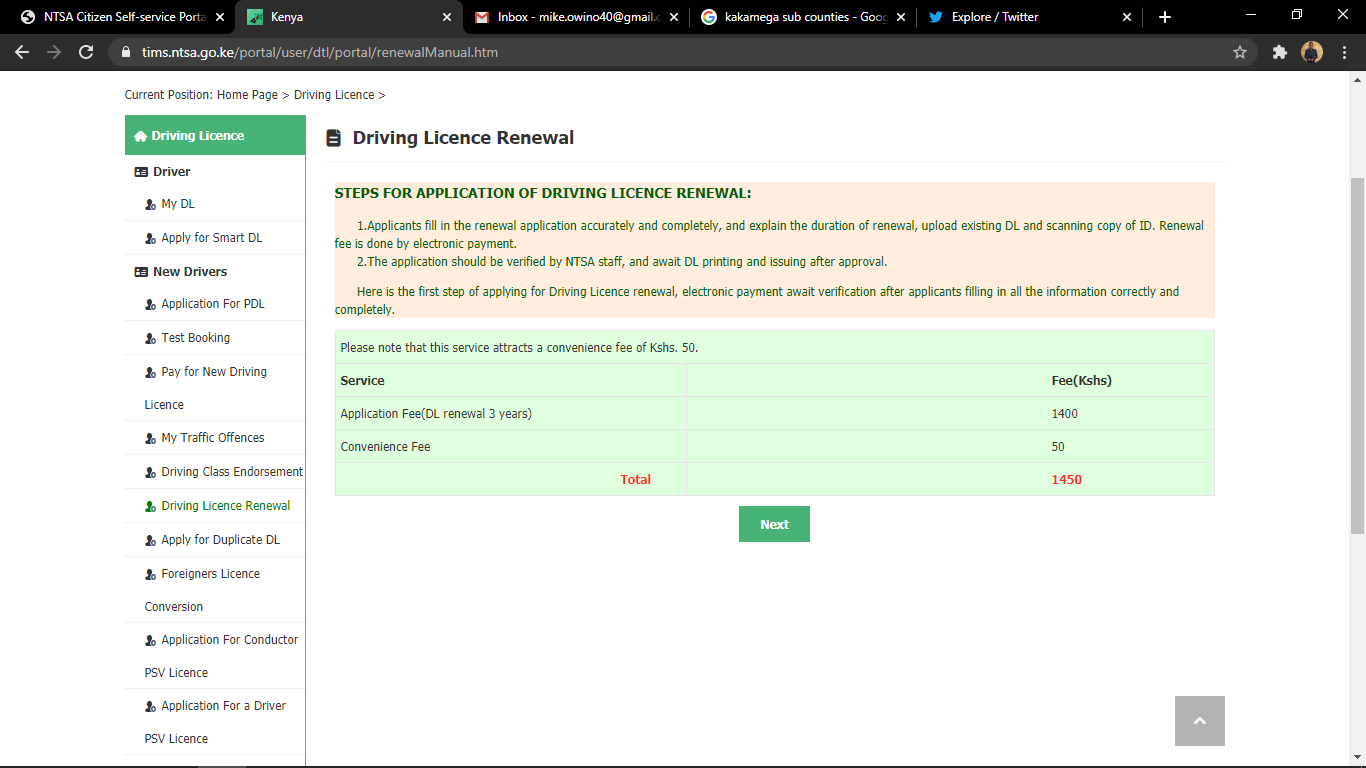 NTSA Citizen Self-service Porta
Kenya
Inbox - mike.owino40@gmail.c
kakamega sub counties - Goog
Explore / Twitter
tims.ntsa.go.ke/portal/user/dtl/portal/renewalManual.htm
Current Position: Home Page > Driving Licence >
Driving Licence
Driver
My DL
Apply for Smart DL
New Drivers
Application For PDL
Test Booking
Pay for New Driving
Licence
My Traffic Offences
Driving Class Endorsement
Driving Licence Renewal
Apply for Duplicate DL
Foreigners Licence
Conversion
Application For Conductor
PSV Licence
Application For a Driver
PSV Licence
Driving Licence Renewal
STEPS FOR APPLICATION OF DRIVING LICENCE RENEWAL:
1.Applicants fill in the renewal application accurately and completely, and explain the duration of renewal, upload existing DL and scanning copy of ID. Renewal
fee is done by electronic payment.
2.The application should be verified by NTSA staff, and await DL printing and issuing after approval.
Here is the first step of applying for Driving Licence renewal, electronic payment await verification after applicants filling in all the information correctly and
completely.
Please note that this service attracts a convenience fee of Kshs. 50.
Service Fee(Kshs)
Application Fee(DL renewal 3 years) 1400
Convenience Fee 50
Total 1450
Next